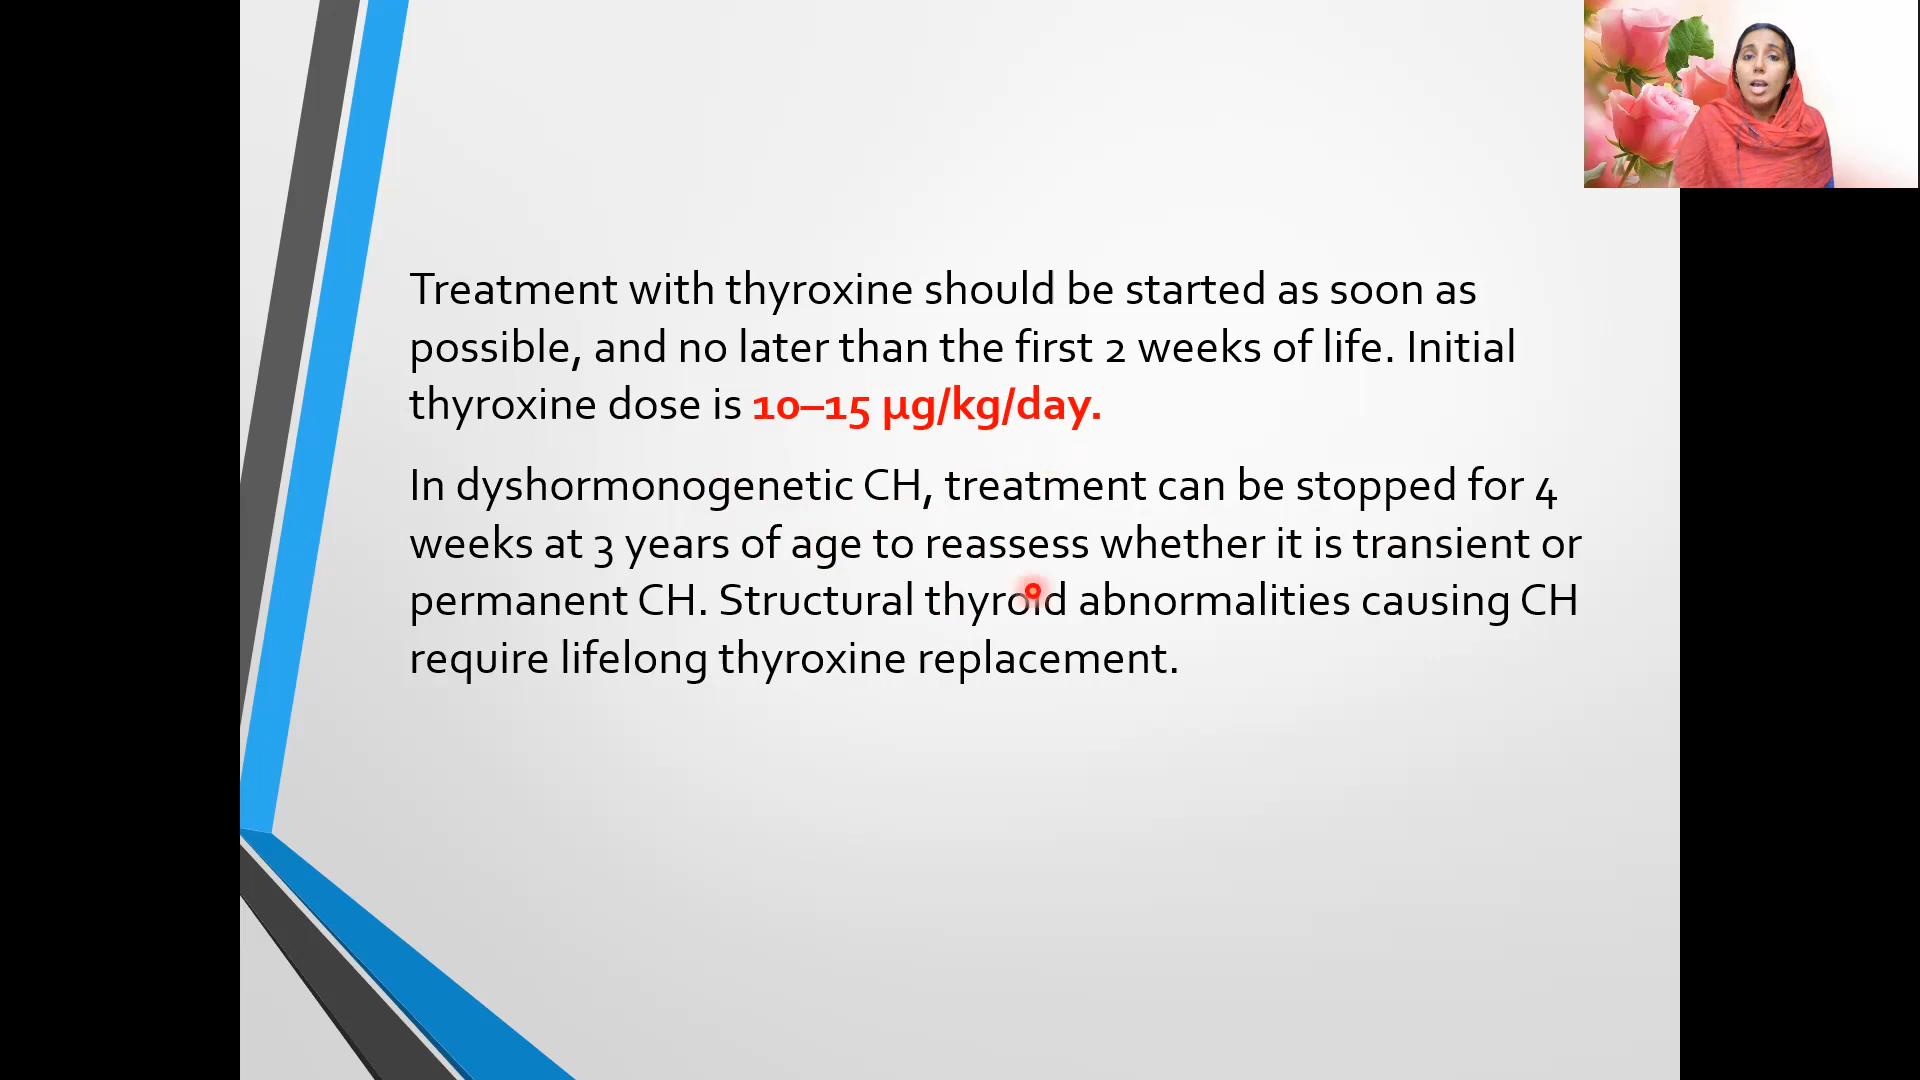 Treatment with thyroxine should be started as soon as
possible, and no later than the first 2 weeks of life. Initial
thyroxine dose is 10–15 µg/kg/day.
In dyshormonogenetic CH, treatment can be stopped for 4
weeks at 3 years of age to reassess whether it is transient or
permanent CH. Structural thyroid abnormalities causing CH
require lifelong thyroxine replacement.